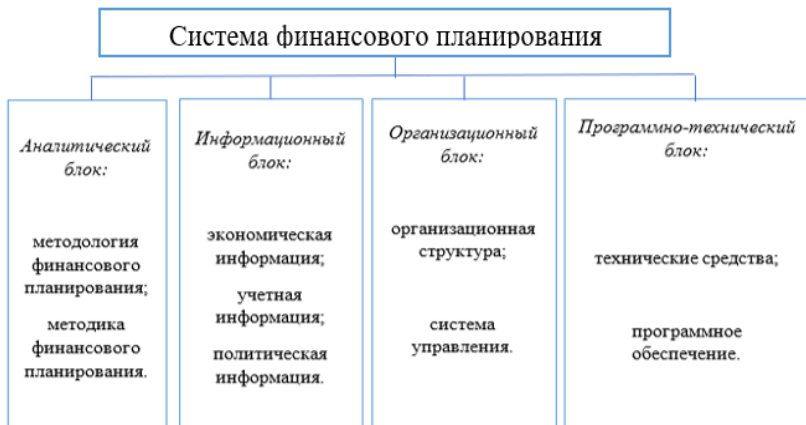 Система финансового планирования
Аналитический
блок:
методология
финансового
планирования;
методика
финансового
планирования.
Информационный
блок:
экономическая
информация;
учетная
информация;
политическая
информация.
Организационный
блок:
организационная
структура;
система
управления.
Программно-технический
блок:
технические средства;
программное
обеспечение.